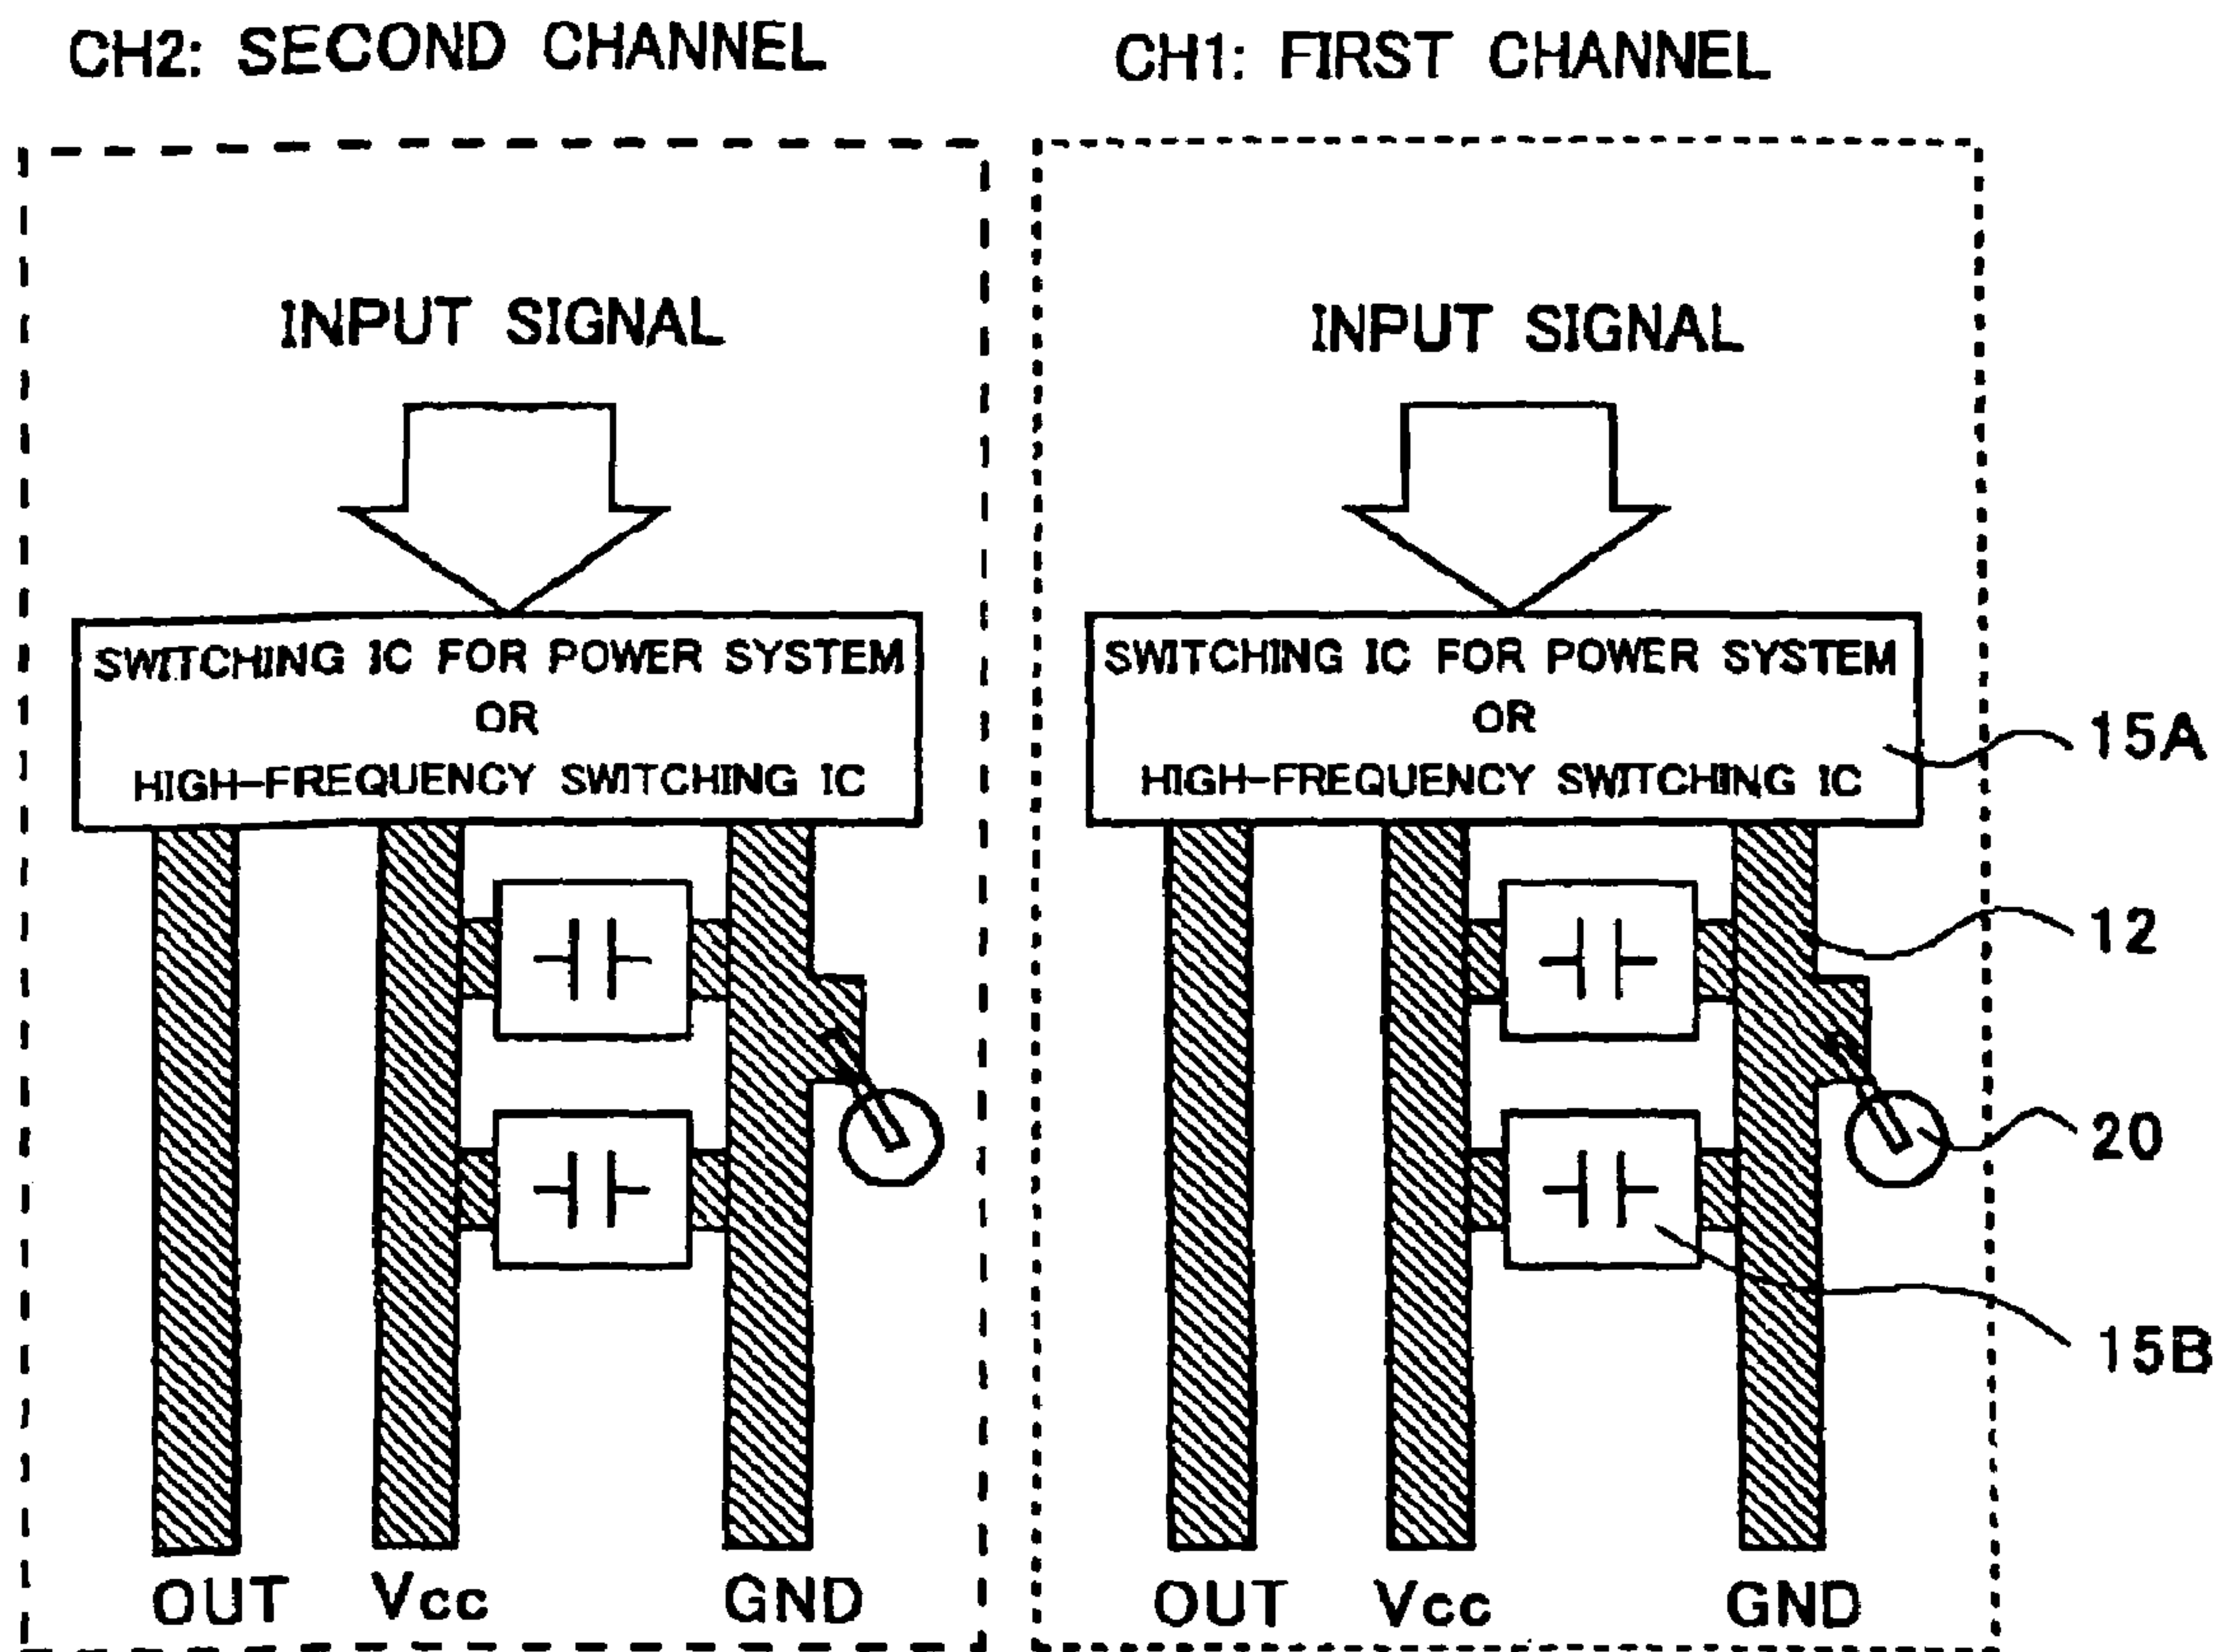 CH2: SECOND CHANNEL
INPUT SIGNAL
SWITCHING IC FOR POWER SYSTEM
OR
HIGH-FREQUENCY SWITCHING IC
OUT
Vcc
GND
CH1: FIRST CHANNEL
INPUT SIGNAL
SWITCHING IC FOR POWER SYSTEM
OR
HIGH-FREQUENCY SWITCHING IC
15A
12
20
15B
OUT
Vcc
GND